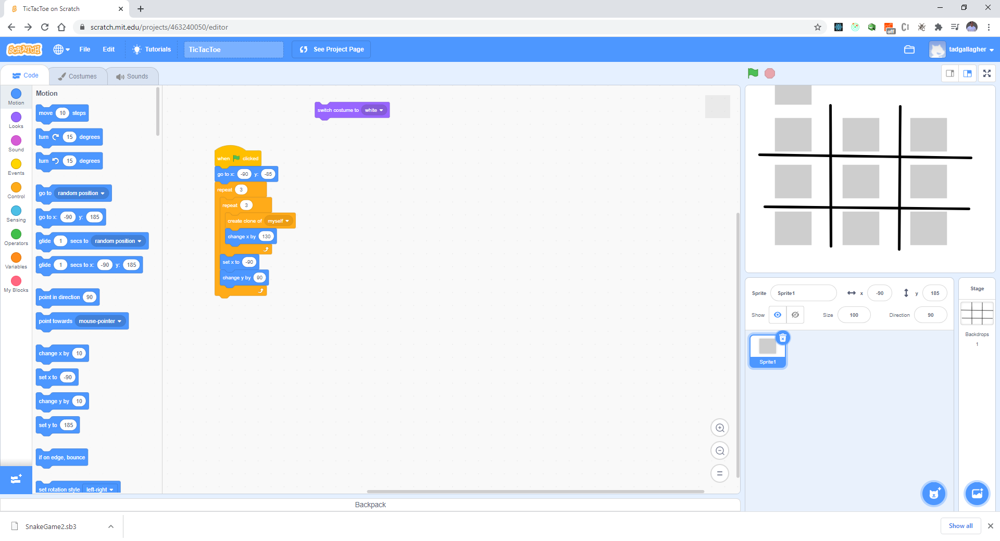 TicTacToe on Scratch
scratch.mit.edu/projects/463240050/editor
off
SCRATCH
File
Edit
Tutorials
TicTacToe
See Project Page
tadgallagher
Code
Costumes
Sounds
Motion
Looks
Sound
Events
Control
Sensing
Operators
Variables
My Blocks
Motion
move 10 steps
turn 15 degrees
turn 15 degrees
go to random position
go to x: -90 y: 185
glide 1 secs to random position
glide 1 secs to x: -90 y: 185
point in direction 90
point towards mouse-pointer
change x by 10
set x to -90
change y by 10
set y to 185
if on edge, bounce
set rotation style left-right
switch costume to white
when clicked
go to x: -90 y: -85
repeat 3
repeat 3
create clone of myself
change x by 130
set x to -90
change y by 90
Backpack
Sprite Sprite1 x -90 y 185
Show Size 100 Direction 90
Sprite1
Stage
Backdrops
1
SnakeGame2.sb3
Show all